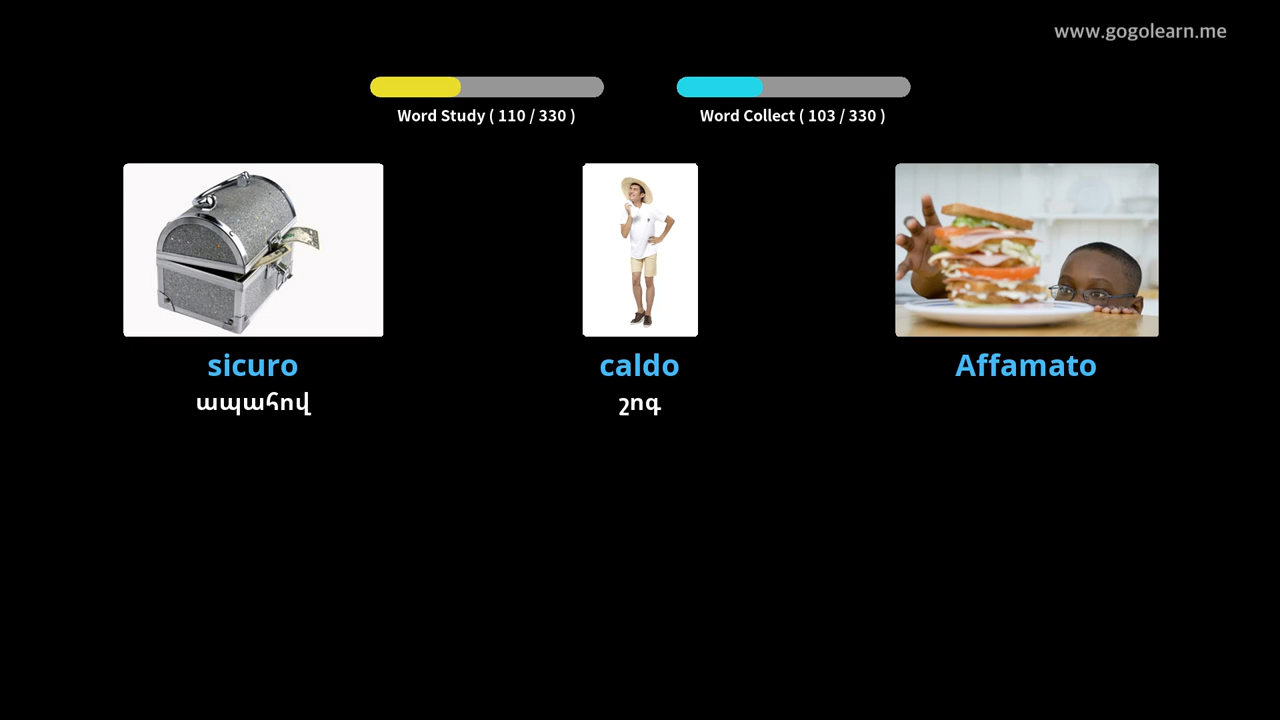 www.gogolearn.me
Word Study ( 110 / 330 )
Word Collect ( 103 / 330 )
sicuro
caldo
Affamato
ապահով
շոգ